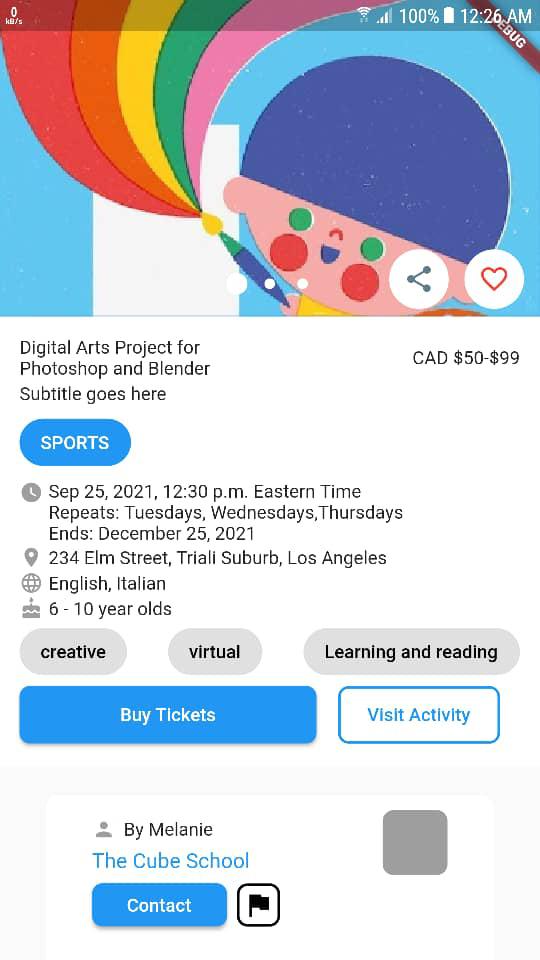 0
kB/s
100%
12:26 AM
DEBUG
Digital Arts Project for
Photoshop and Blender
CAD $50-$99
Subtitle goes here
SPORTS
Sep 25, 2021, 12:30 p.m. Eastern Time
Repeats: Tuesdays, Wednesdays,Thursdays
Ends: December 25, 2021
234 Elm Street, Triali Suburb, Los Angeles
English, Italian
6 - 10 year olds
creative
virtual
Learning and reading
Buy Tickets
Visit Activity
By Melanie
The Cube School
Contact